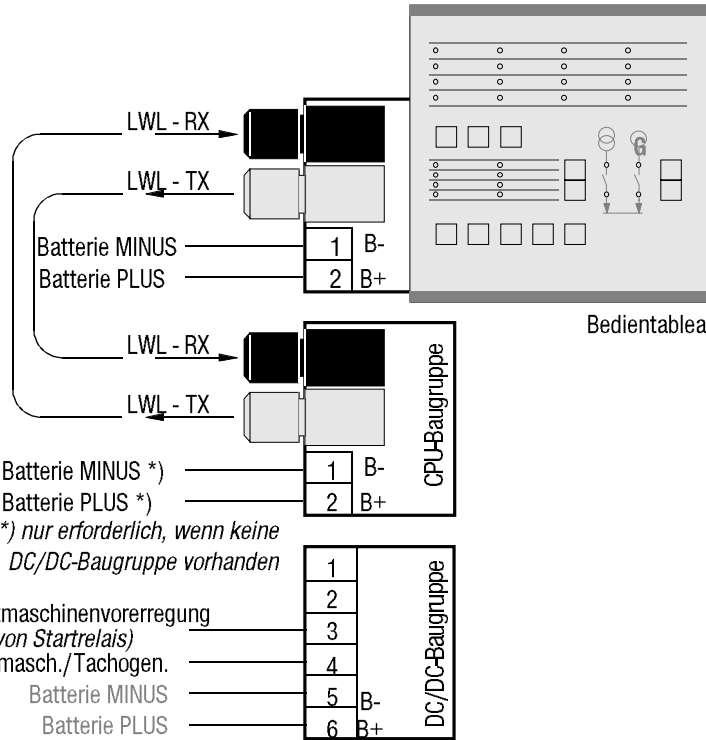 G
LWL - RX
LWL - TX
Batterie MINUS 1 B-
Batterie PLUS 2 B+
Bedientablea
LWL - RX
LWL - TX
CPU-Baugruppe
Batterie MINUS *) 1 B-
Batterie PLUS *) 2 B+
*) nur erforderlich, wenn keine
DC/DC-Baugruppe vorhanden
DC/DC-Baugruppe
1
2
tmaschinenvorerregung
von Startrelais) 3
masch./Tachogen. 4
Batterie MINUS 5 B-
Batterie PLUS 6 B+